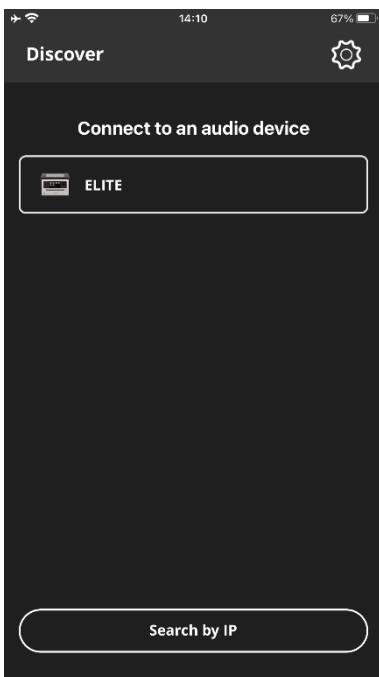 14:10
67%
Discover
Connect to an audio device
ELITE
Search by IP